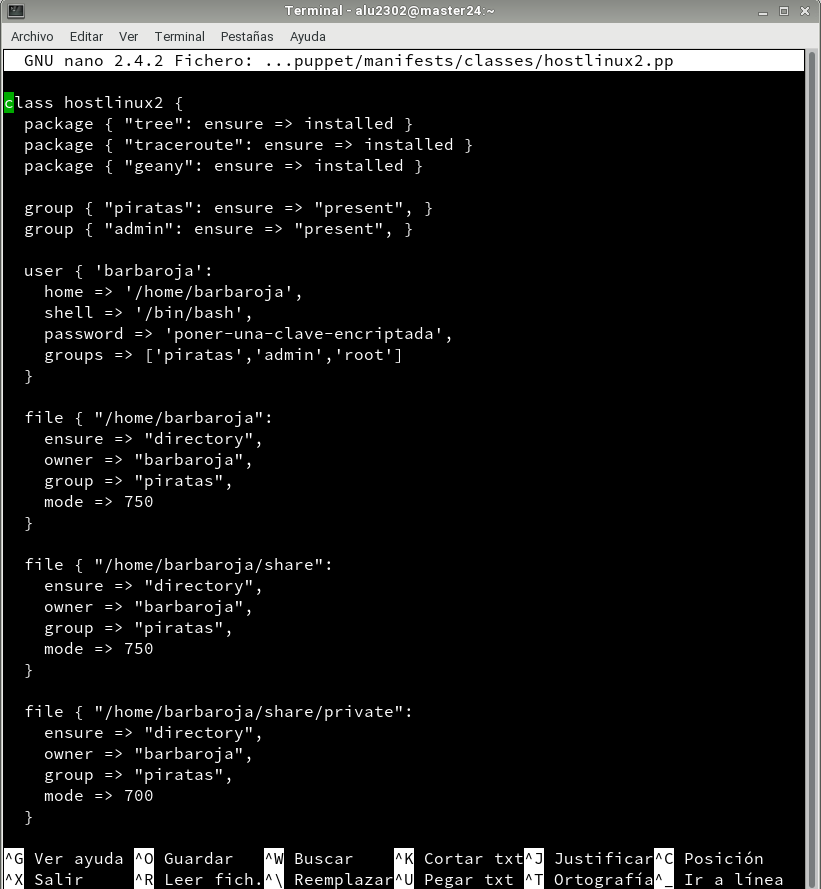 Terminal - alu2302@master24:~
Archivo Editar Ver Terminal Pestañas Ayuda
GNU nano 2.4.2 Fichero: ...puppet/manifests/classes/hostlinux2.pp
class hostlinux2 {
  package { "tree": ensure => installed }
  package { "traceroute": ensure => installed }
  package { "geany": ensure => installed }
  group { "piratas": ensure => "present", }
  group { "admin": ensure => "present", }
  user { 'barbaroja':
    home => '/home/barbaroja',
    shell => '/bin/bash',
    password => 'poner-una-clave-encriptada',
    groups => ['piratas','admin','root']
  }
  file { "/home/barbaroja":
    ensure => "directory",
    owner => "barbaroja",
    group => "piratas",
    mode => 750
  }
  file { "/home/barbaroja/share":
    ensure => "directory",
    owner => "barbaroja",
    group => "piratas",
    mode => 750
  }
  file { "/home/barbaroja/share/private":
    ensure => "directory",
    owner => "barbaroja",
    group => "piratas",
    mode => 700
  }
^G Ver ayuda ^O Guardar ^W Buscar ^K Cortar txt^J Justificar^C Posición
^X Salir ^R Leer fich.^\ Reemplazar^U Pegar txt ^T Ortografía^_ Ir a línea